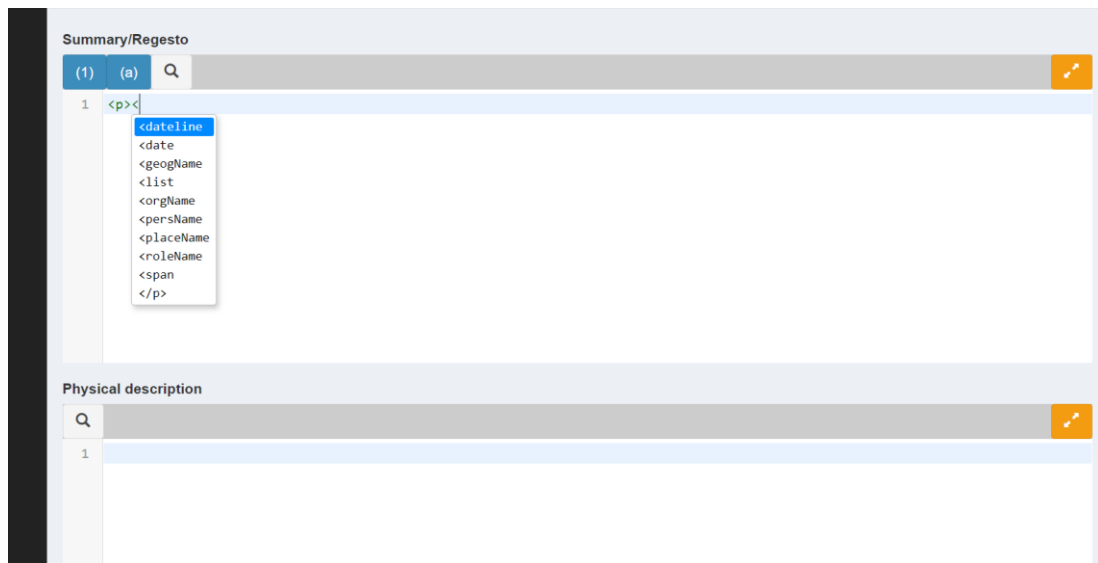 Summary/Regesto
(1) (a)
1 <p><
<dateline
<date
<geogName
<list
<orgName
<persName
<placeName
<roleName
<span
</p>
Physical description
1